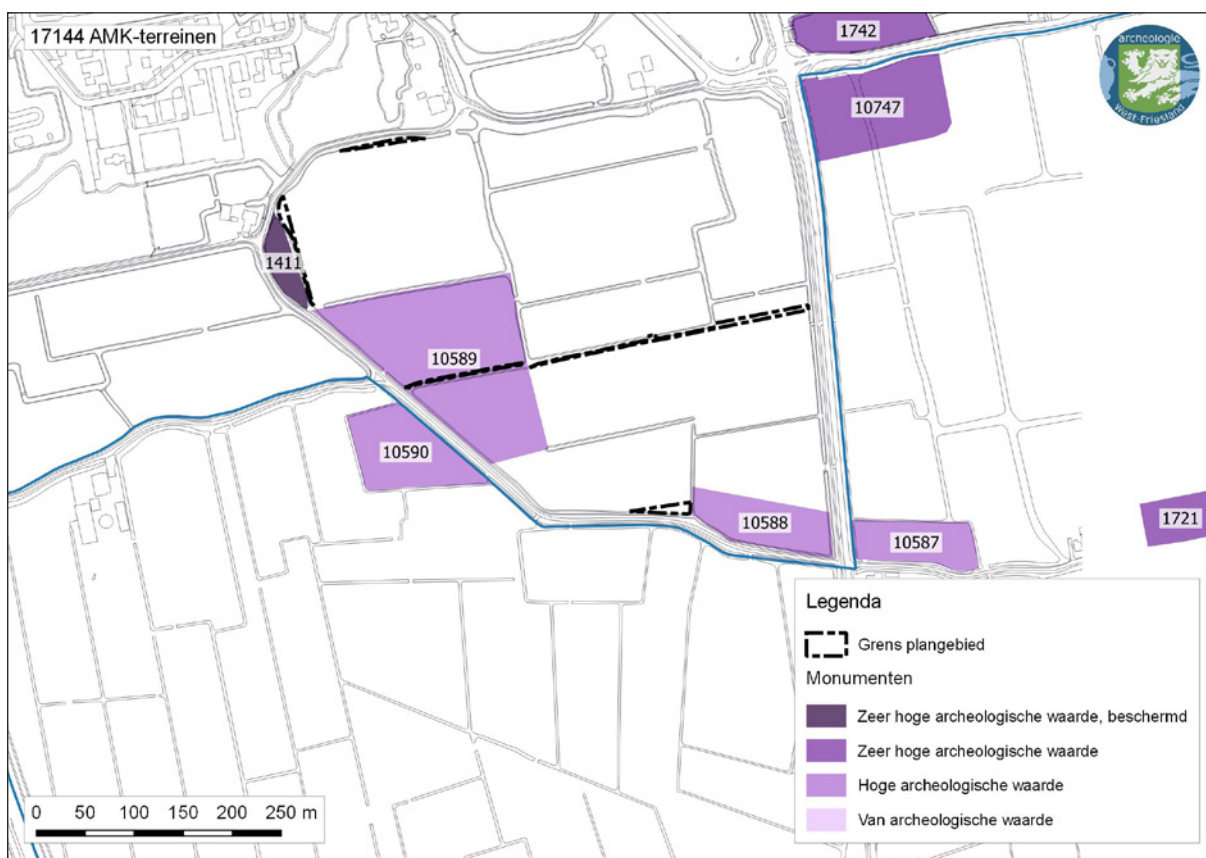 17144 AMK-terreinen
archeologie
West-Friesland
1742
10747
1411
10589
10590
10588
10587
1721
Legenda
Grens plangebied
Monumenten
Zeer hoge archeologische waarde, beschermd
Zeer hoge archeologische waarde
Hoge archeologische waarde
Van archeologische waarde
0 50 100 150 200 250 m